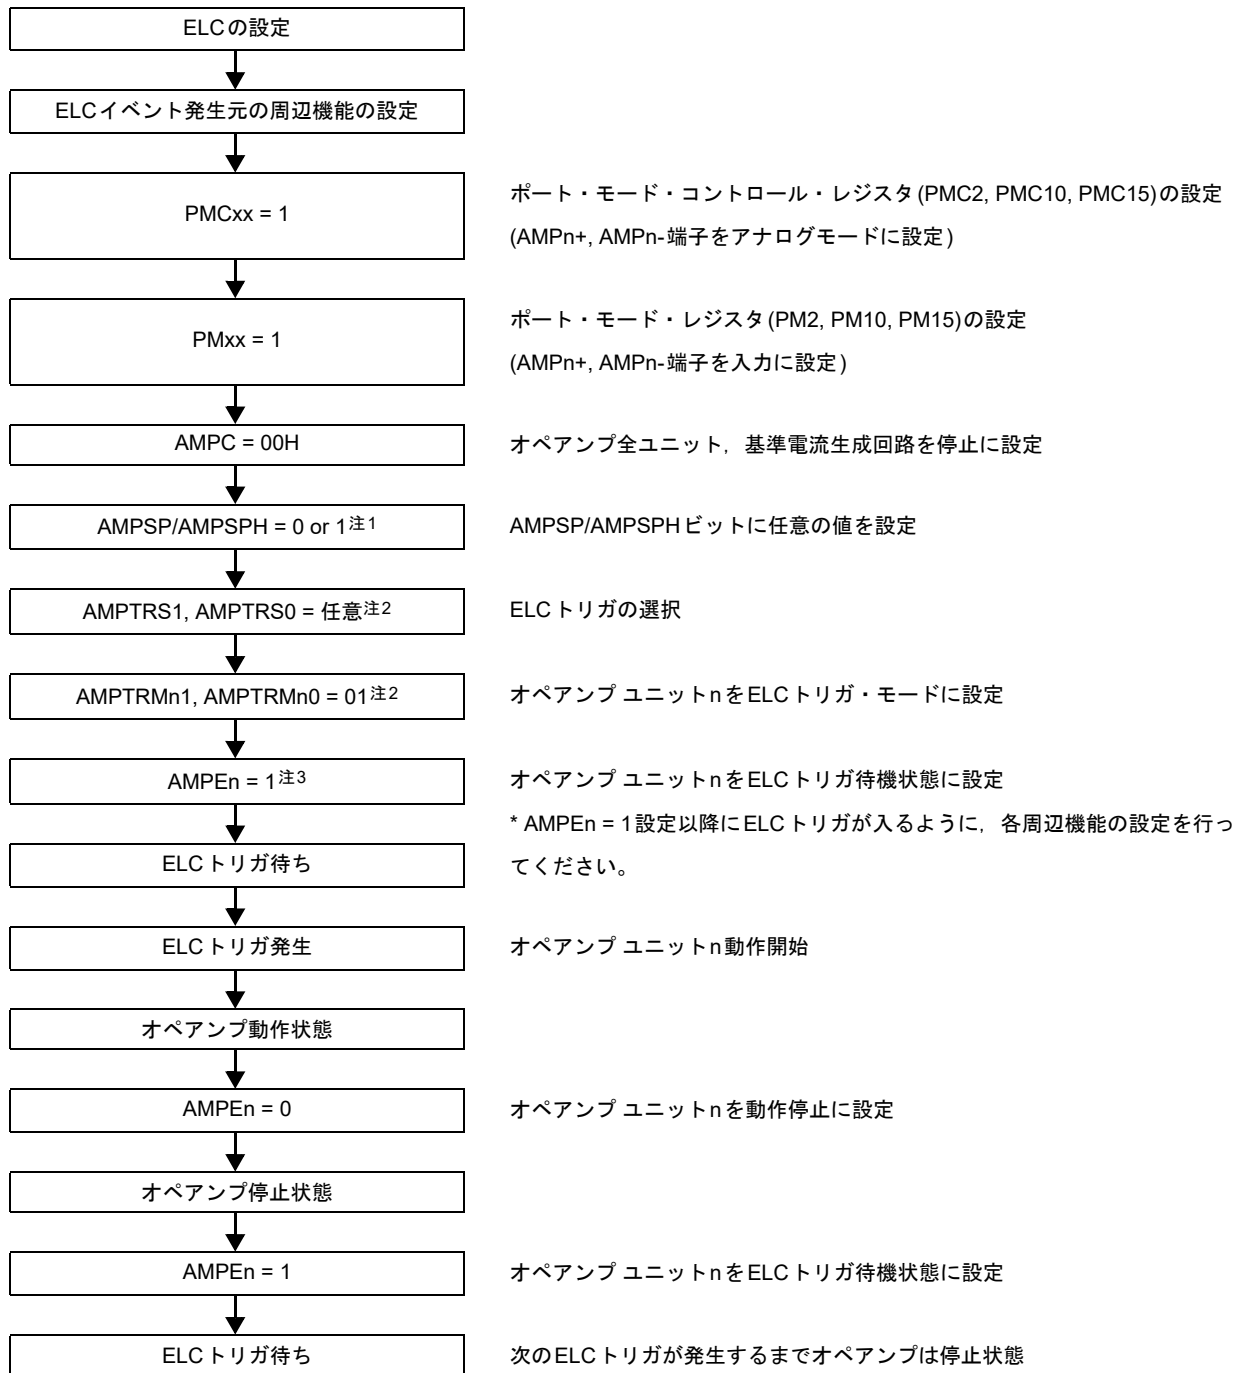 ELCの設定
ELCイベント発生元の周辺機能の設定
PMCxx = 1
ポート・モード・コントロール・レジスタ(PMC2, PMC10, PMC15)の設定
(AMPn+, AMPn-端子をアナログモードに設定)
PMxx = 1
ポート・モード・レジスタ(PM2, PM10, PM15)の設定
(AMPn+, AMPn-端子を入力に設定)
AMPC = 00H
オペアンプ全ユニット，基準電流生成回路を停止に設定
AMPSP/AMPSPH = 0 or 1注1
AMPSP/AMPSPHビットに任意の値を設定
AMPTRS1, AMPTRS0 = 任意注2
ELCトリガの選択
AMPTRMn1, AMPTRMn0 = 01注2
オペアンプ ユニットnをELCトリガ・モードに設定
AMPEn = 1注3
オペアンプ ユニットnをELCトリガ待機状態に設定
* AMPEn = 1設定以降にELCトリガが入るように，各周辺機能の設定を行っ
てください。
ELCトリガ待ち
ELCトリガ発生
オペアンプ ユニットn動作開始
オペアンプ動作状態
AMPEn = 0
オペアンプ ユニットnを動作停止に設定
オペアンプ停止状態
AMPEn = 1
オペアンプ ユニットnをELCトリガ待機状態に設定
ELCトリガ待ち
次のELCトリガが発生するまでオペアンプは停止状態